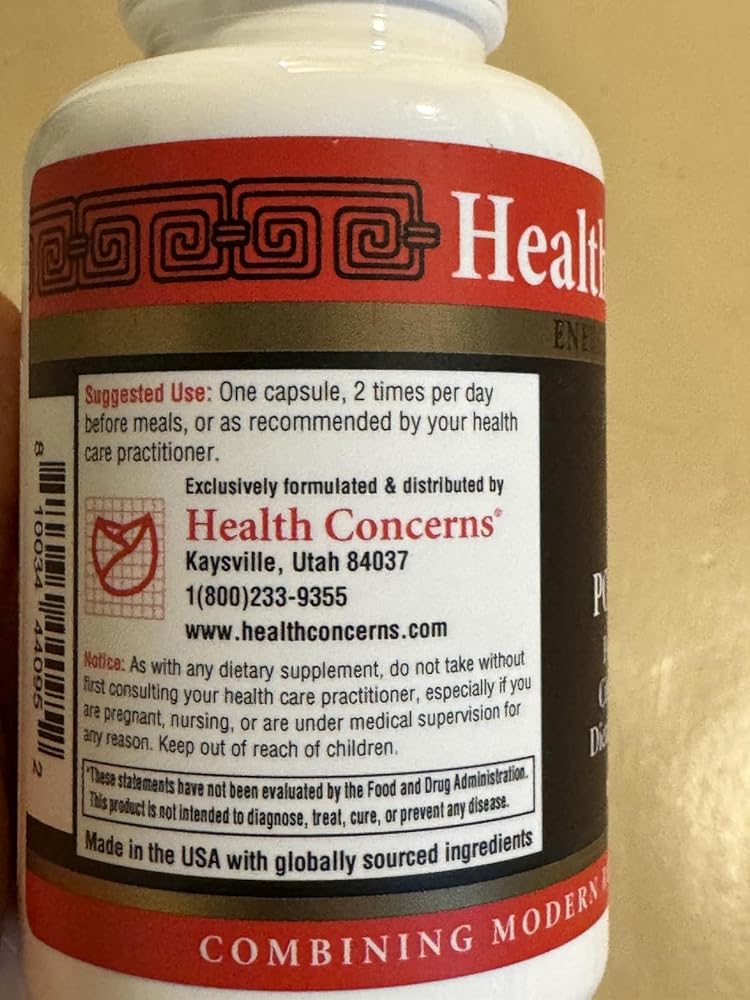 Health
Suggested Use: One capsule, 2 times per day
before meals, or as recommended by your health
care practitioner.
Exclusively formulated & distributed by
Health Concerns®
Kaysville, Utah 84037
1(800)233-9355
www.healthconcerns.com
Notice: As with any dietary supplement, do not take without
first consulting your health care practitioner, especially if you
are pregnant, nursing, or are under medical supervision for
any reason. Keep out of reach of children.
*These statements have not been evaluated by the Food and Drug Administration.
This product is not intended to diagnose, treat, cure, or prevent any disease.
Made in the USA with globally sourced ingredients
8 10034 44095 2
COMBINING MODERN